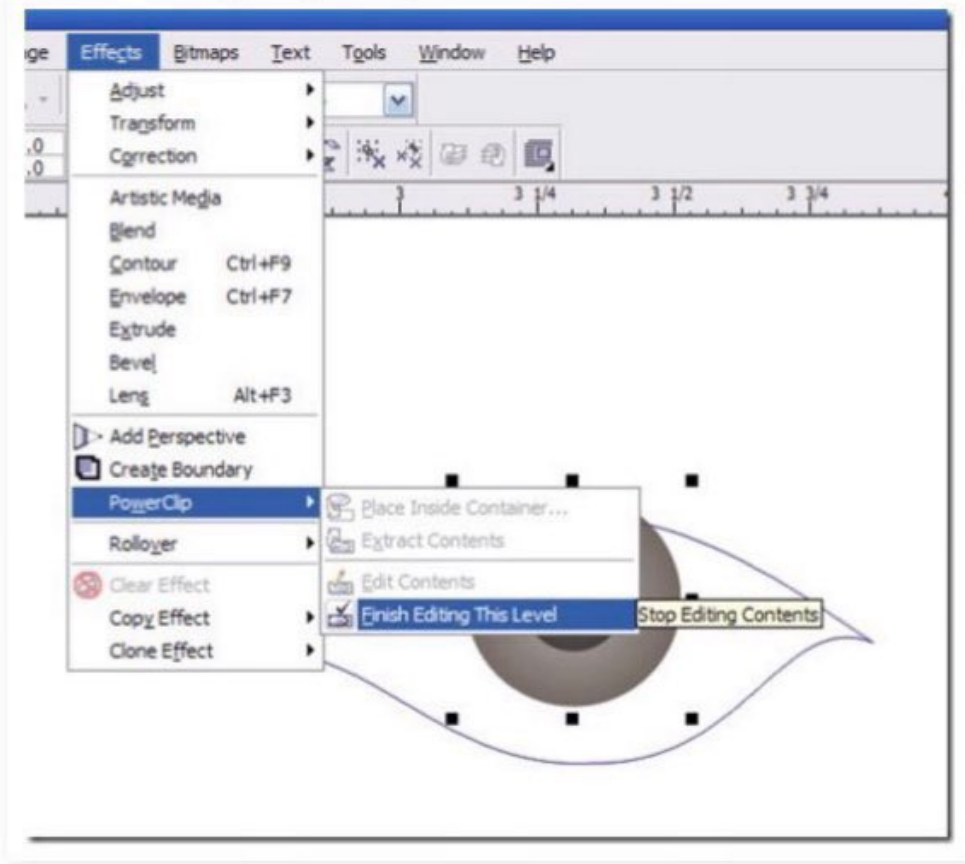 ge Effects Bitmaps Text Tools Window Help
Adjust
Transform
,0
Correction
,0
3 3 1/4 3 1/2 3 3/4
Artistic Media
Blend
Contour Ctrl+F9
Envelope Ctrl+F7
Extrude
Bevel
Lens Alt+F3
Add Perspective
Create Boundary
PowerClip
Place Inside Container...
Rollover
Extract Contents
Clear Effect
Edit Contents
Copy Effect
Finish Editing This Level Stop Editing Contents
Clone Effect